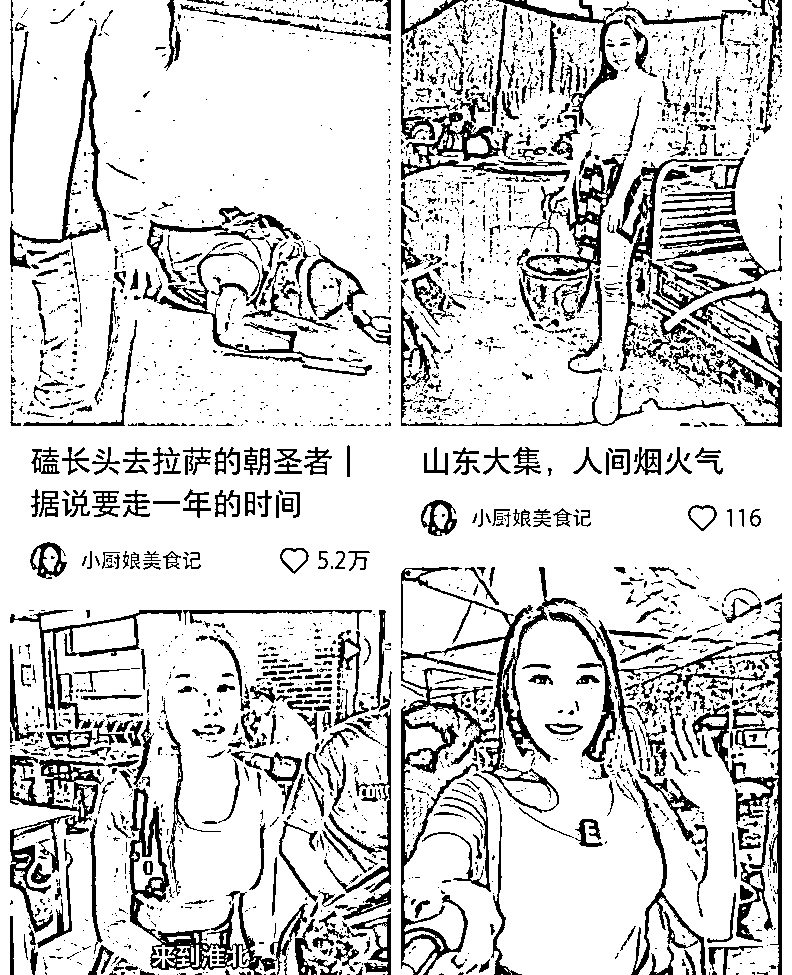 磕长头去拉萨的朝圣者｜
据说要走一年的时间
小厨娘美食记
5.2万
山东大集，人间烟火气
小厨娘美食记
116
来到淮北
E